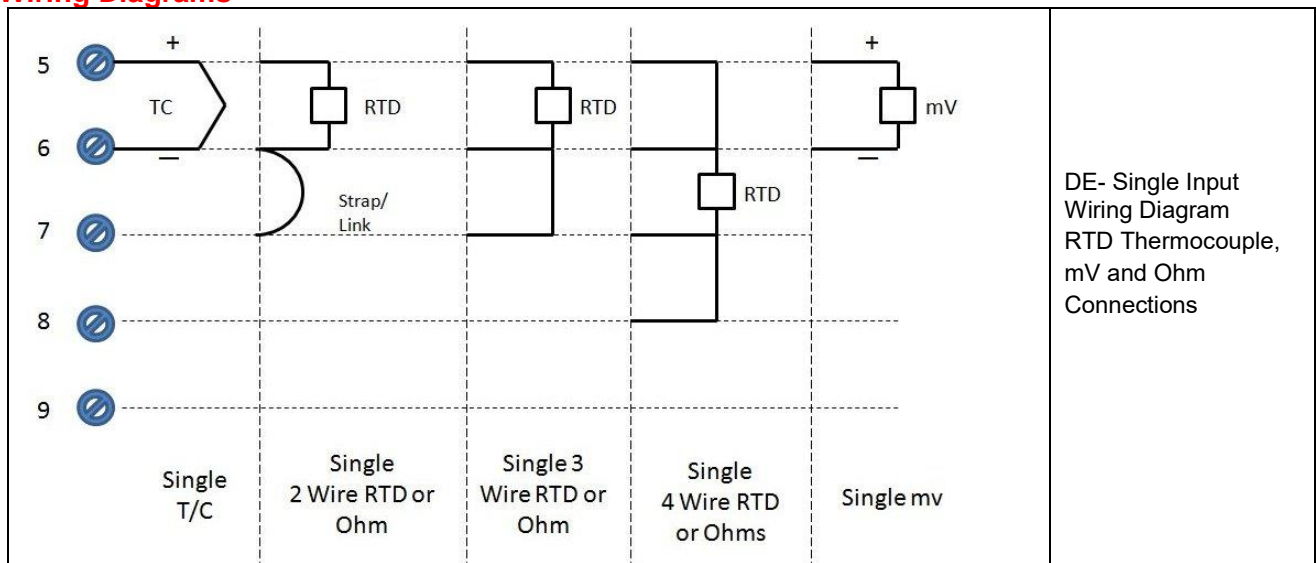 Wiring Diagrams
5
+
TC
RTD
RTD
+
mV
6
—
—
RTD
Strap/
Link
7
8
9
Single
T/C
Single
2 Wire RTD or
Ohm
Single 3
Wire RTD or
Ohm
Single
4 Wire RTD
or Ohms
Single mv
DE- Single Input
Wiring Diagram
RTD Thermocouple,
mV and Ohm
Connections